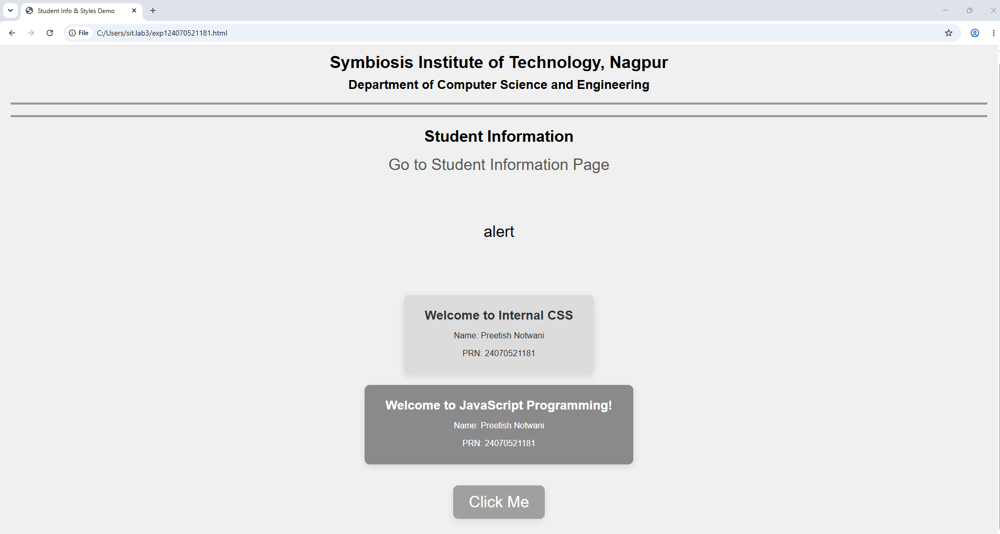 Student Info & Styles Demo
File C:/Users/sit.lab3/exp124070521181.html
Symbiosis Institute of Technology, Nagpur
Department of Computer Science and Engineering
Student Information
Go to Student Information Page
alert
Welcome to Internal CSS
Name: Preetish Notwani
PRN: 24070521181
Welcome to JavaScript Programming!
Name: Preetish Notwani
PRN: 24070521181
Click Me